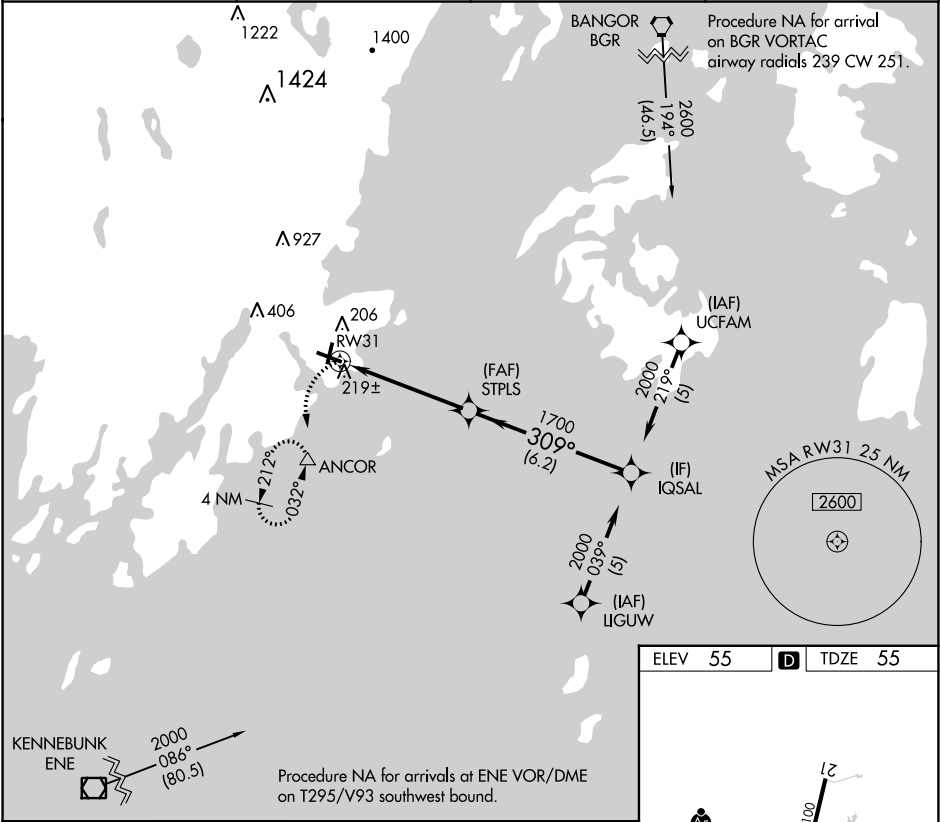 1222
1400
1424
BANGOR
BGR
Procedure NA for arrival
on BGR VORTAC
airway radials 239 CW 251.
2600
194°
(46.5)
927
406
206
RW31
219±
(IAF)
UCFAM
2000
219°
(5)
(FAF)
STPLS
1700
309°
(6.2)
(IF)
IQSAL
ANCOR
212°
032°
4 NM
MSA RW31 25 NM
2600
2000
039°
(5)
(IAF)
LIGUW
ELEV 55 D TDZE 55
KENNEBUNK
ENE
2000
086°
(80.5)
Procedure NA for arrivals at ENE VOR/DME
on T295/V93 southwest bound.
21
100